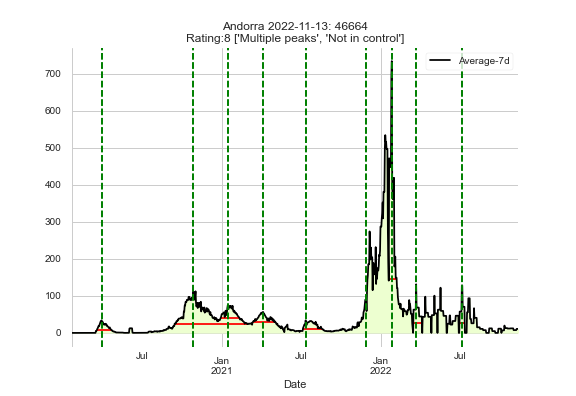 Andorra 2022-11-13: 46664
Rating:8 ['Multiple peaks', 'Not in control']
Average-7d
700
600
500
400
300
200
100
0
Jul
Jan
2021
Jul
Jan
2022
Jul
Date